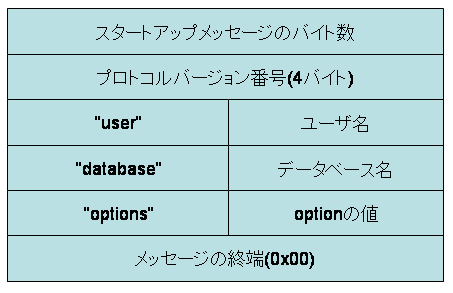 スタートアップメッセージのバイト数
プロトコルバージョン番号(4バイト)
"user" ユーザ名
"database" データベース名
"options" optionの値
メッセージの終端(0x00)